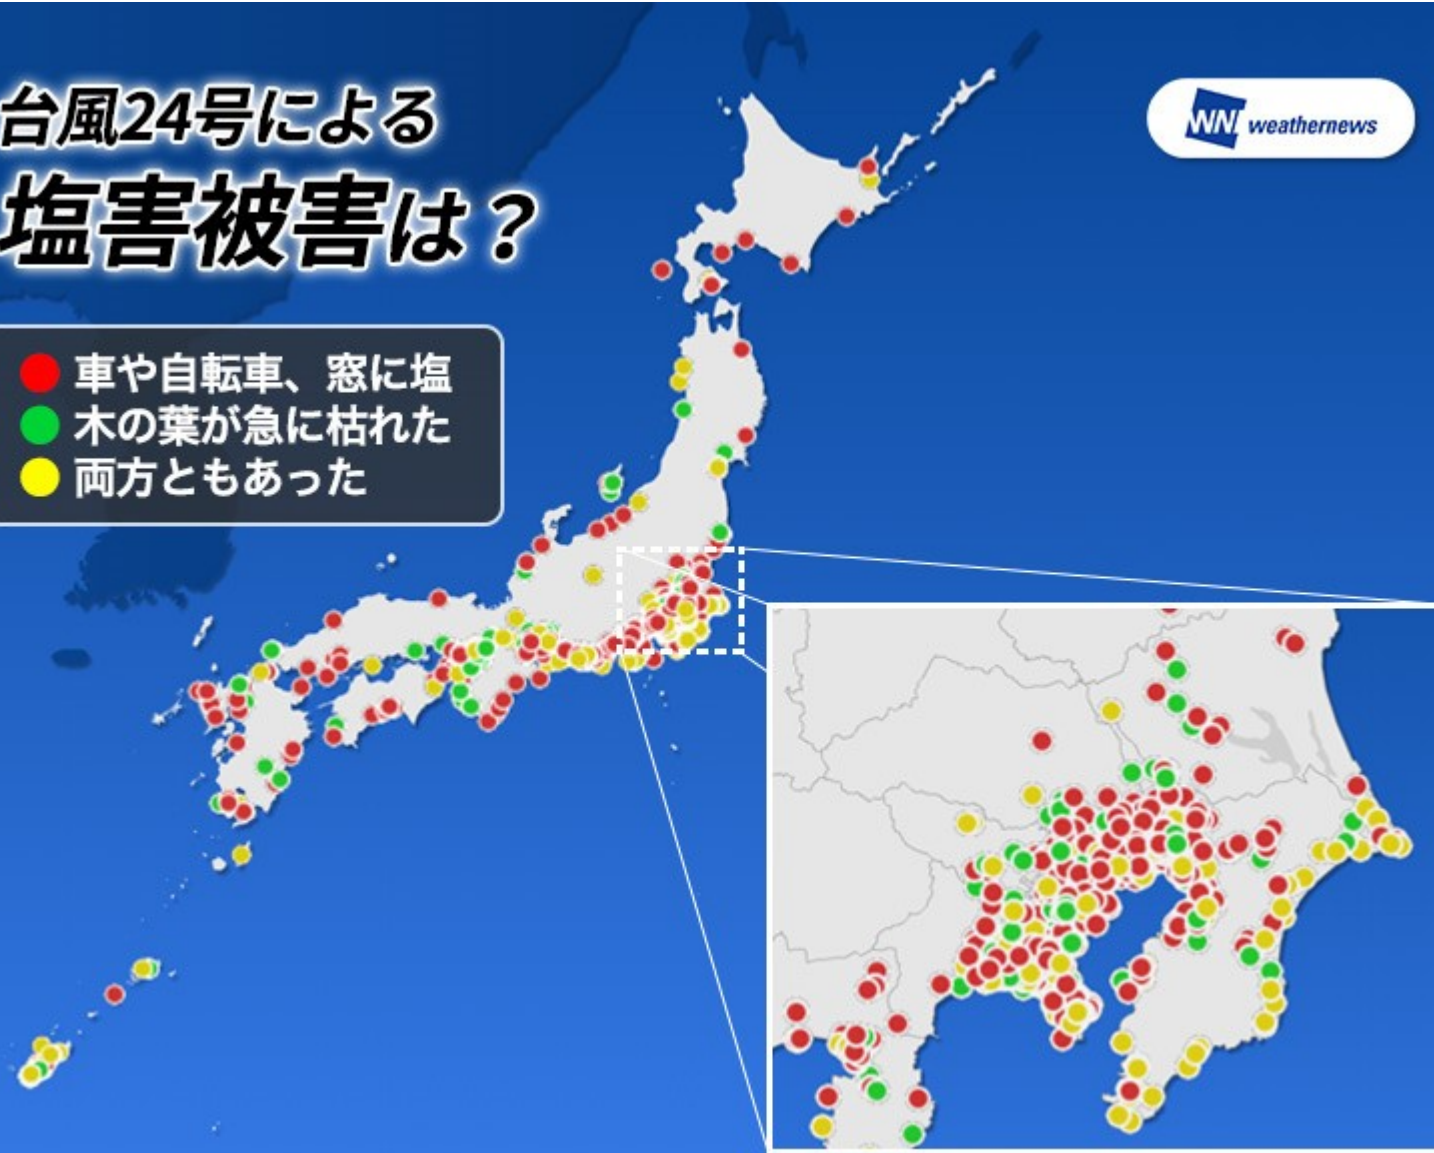 台風24号による
塩害被害は？
WNI weathernews
車や自転車、窓に塩
木の葉が急に枯れた
両方ともあった